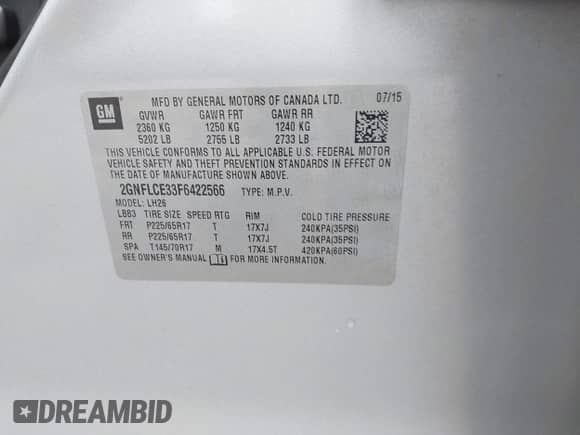 GM
MFD BY GENERAL MOTORS OF CANADA LTD. 07/15
GVWR GAWR FRT GAWR RR
2360 KG 1250 KG 1240 KG
5202 LB 2755 LB 2733 LB
THIS VEHICLE CONFORMS TO ALL APPLICABLE U.S. FEDERAL MOTOR
VEHICLE SAFETY AND THEFT PREVENTION STANDARDS IN EFFECT ON
THE DATE OF MANUFACTURE SHOWN ABOVE.
2GNFLCE33F6422566 TYPE: M.P.V.
MODEL: LH26
LBB3 TIRE SIZE SPEED RTG RIM COLD TIRE PRESSURE
FRT P225/65R17 T 17X7J 240KPA(35PSI)
RR P225/65R17 T 17X7J 240KPA(35PSI)
SPA T145/70R17 M 17X4.5T 420KPA(60PSI)
SEE OWNER'S MANUAL FOR MORE INFORMATION.
DREAMBID